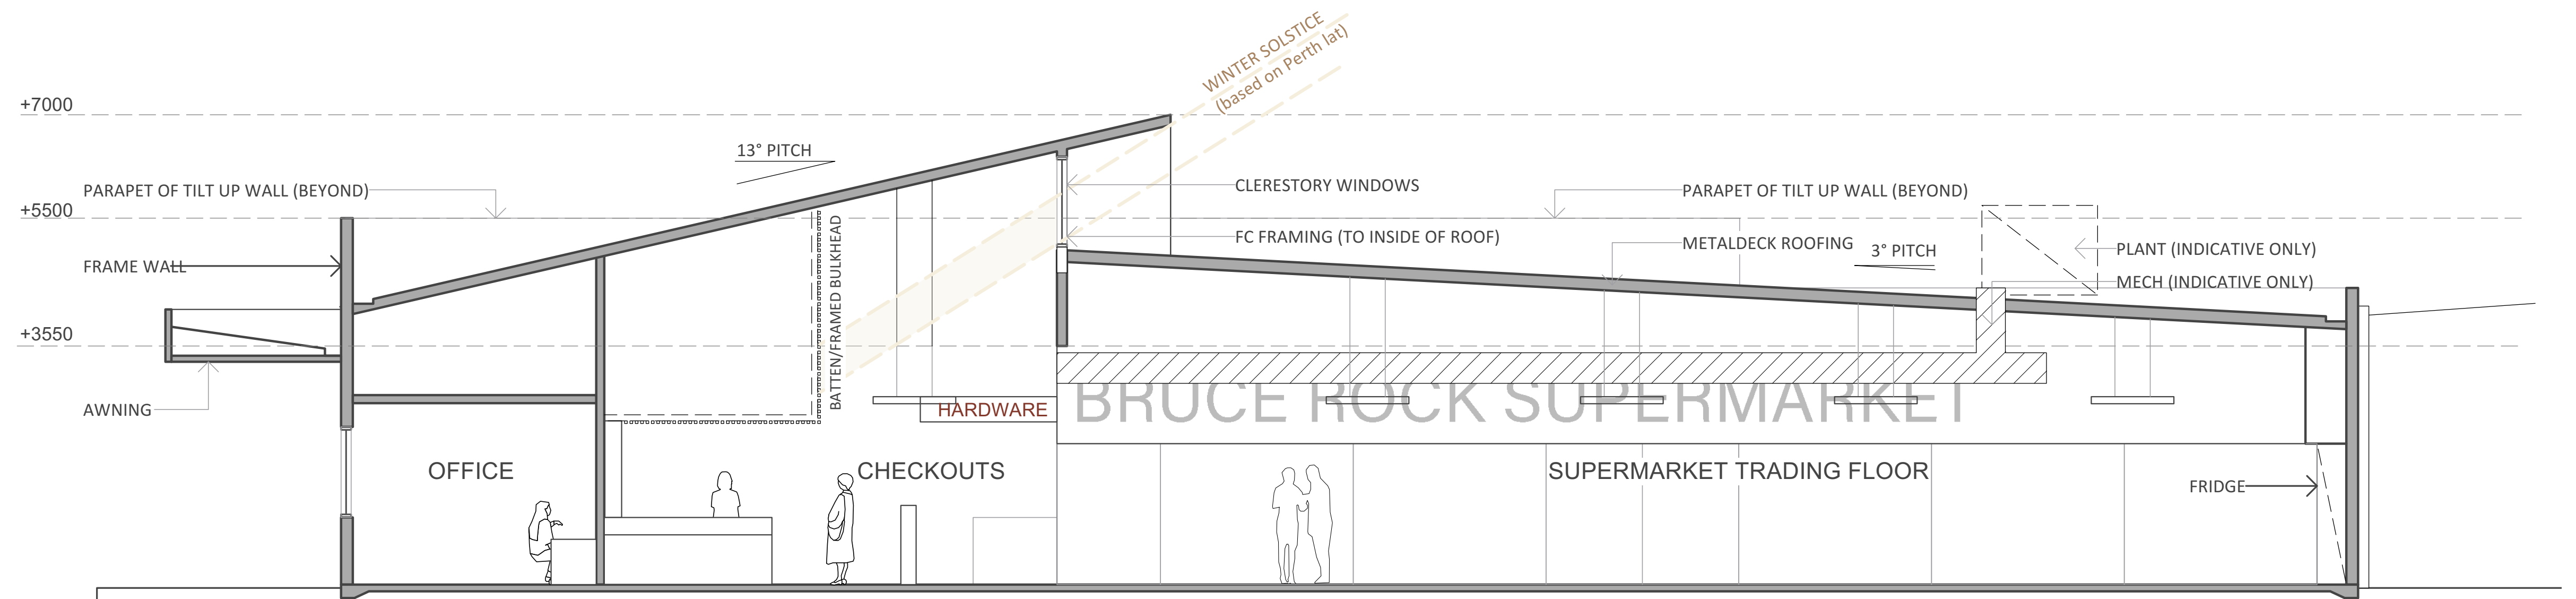 WINTER SOLSTICE
(based on Perth lat)
+7000
13° PITCH
PARAPET OF TILT UP WALL (BEYOND)
CLERESTORY WINDOWS
PARAPET OF TILT UP WALL (BEYOND)
+5500
BATTEN/FRAMED BULKHEAD
FC FRAMING (TO INSIDE OF ROOF)
METALDECK ROOFING
3° PITCH
PLANT (INDICATIVE ONLY)
FRAME WALL
MECH (INDICATIVE ONLY)
+3550
AWNING
HARDWARE
BRUCE ROCK SUPERMARKET
OFFICE
CHECKOUTS
SUPERMARKET TRADING FLOOR
FRIDGE